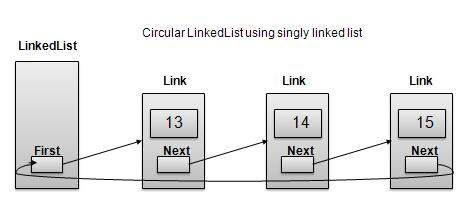 Circular LinkedList using singly linked list
LinkedList
Link
Link
Link
13
14
15
First
Next
Next
Next